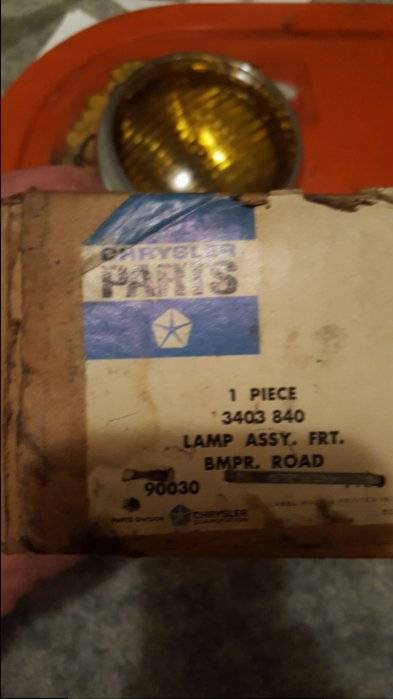 CHRYSLER
PARTS
1 PIECE
3403 840
LAMP ASSY. FRT.
BMPR. ROAD
90030
PARTS DIVISION CHRYSLER
CORPORATION